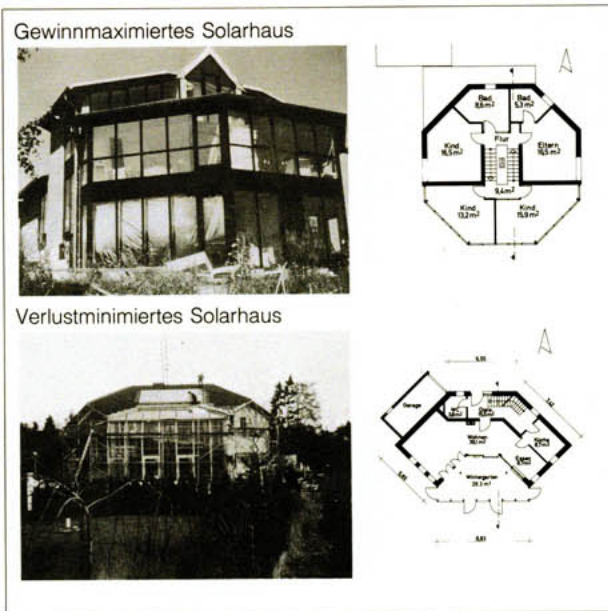 Gewinnmaximiertes Solarhaus
Bad
8,6 m²
Bad
5,3 m²
Flur
Kind
16,5 m²
Eltern
16,5 m²
9,4 m²
Kind
13,2 m²
Kind
15,9 m²
Verlustminimiertes Solarhaus
Garage
Wohnen
Wintergarten